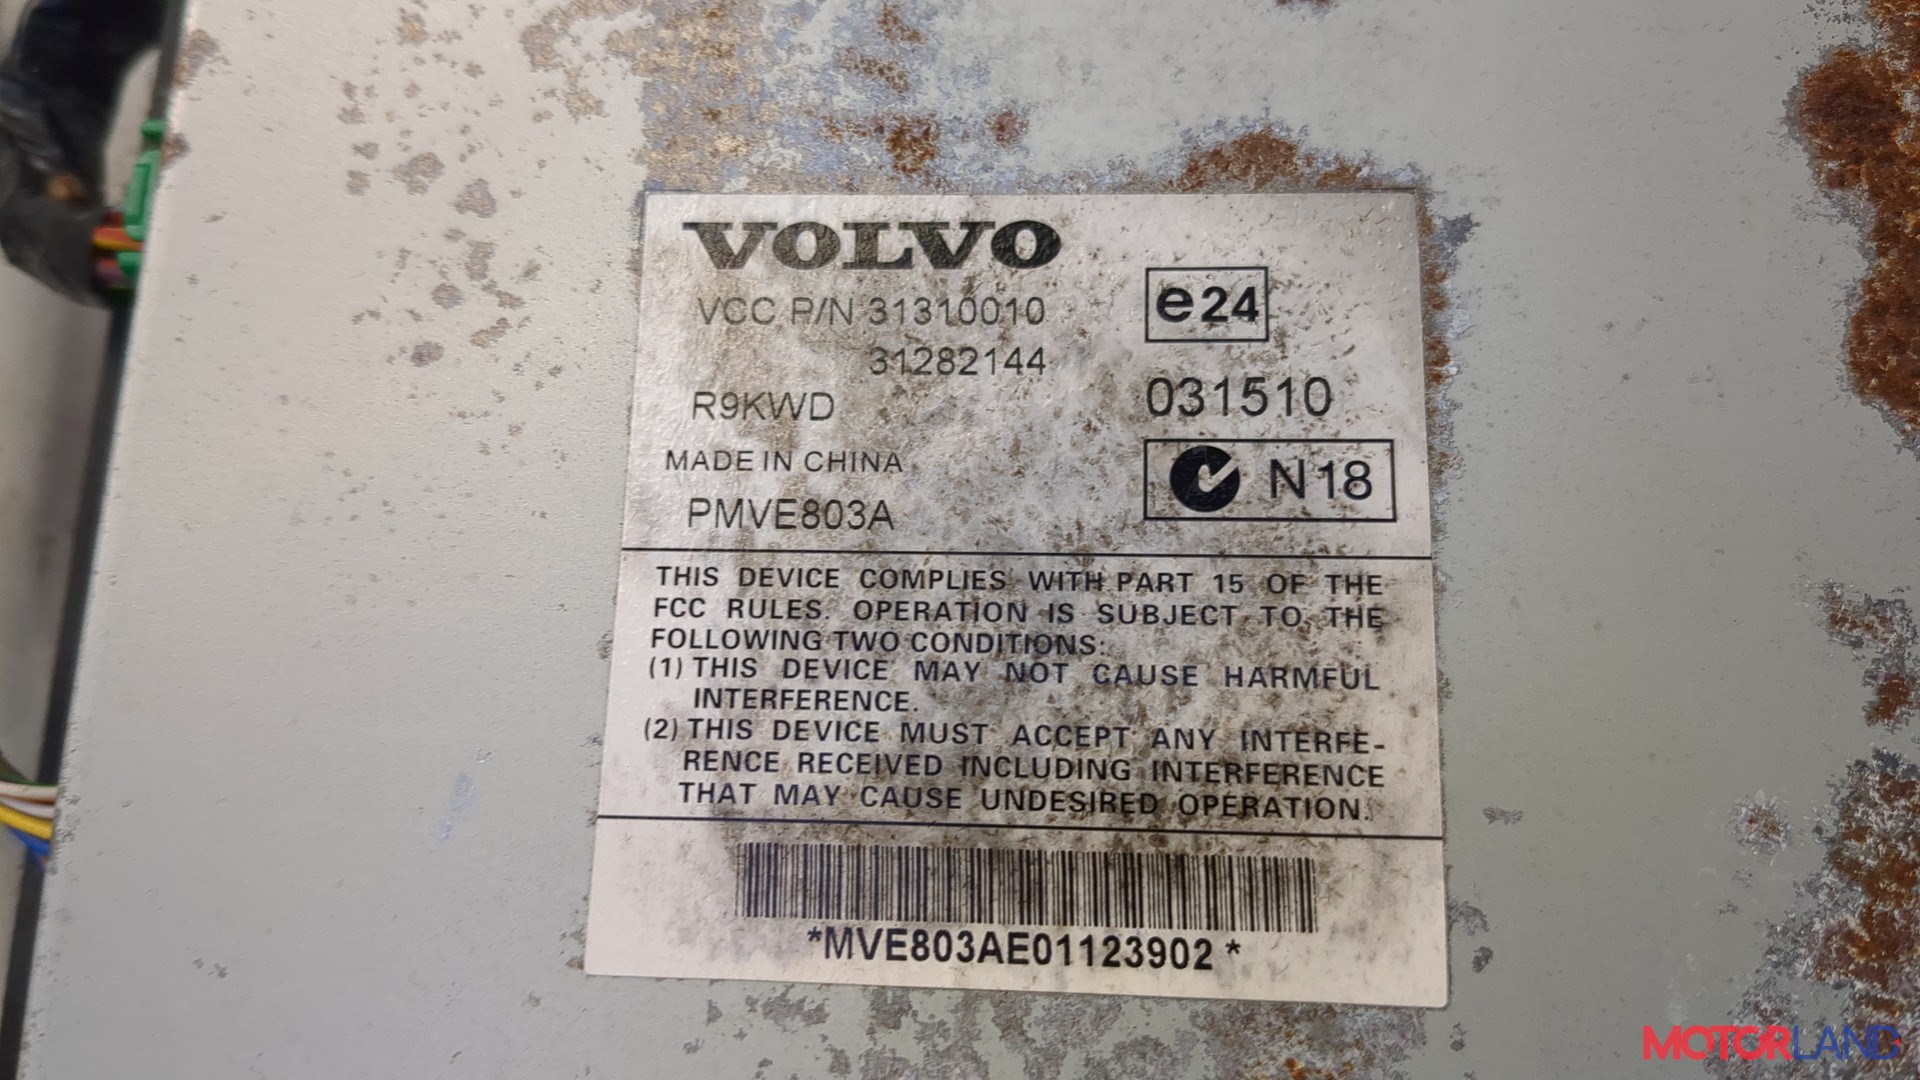 VOLVO
VCC P/N 31310010
31282144
R9KWD
MADE IN CHINA
PMVE803A
e24
031510
N18
THIS DEVICE COMPLIES WITH PART 15 OF THE
FCC RULES. OPERATION IS SUBJECT TO THE
FOLLOWING TWO CONDITIONS:
(1) THIS DEVICE MAY NOT CAUSE HARMFUL
INTERFERENCE.
(2) THIS DEVICE MUST ACCEPT ANY INTERFE-
RENCE RECEIVED INCLUDING INTERFERENCE
THAT MAY CAUSE UNDESIRED OPERATION.
*MVE803AE01123902*
MOTORLAND